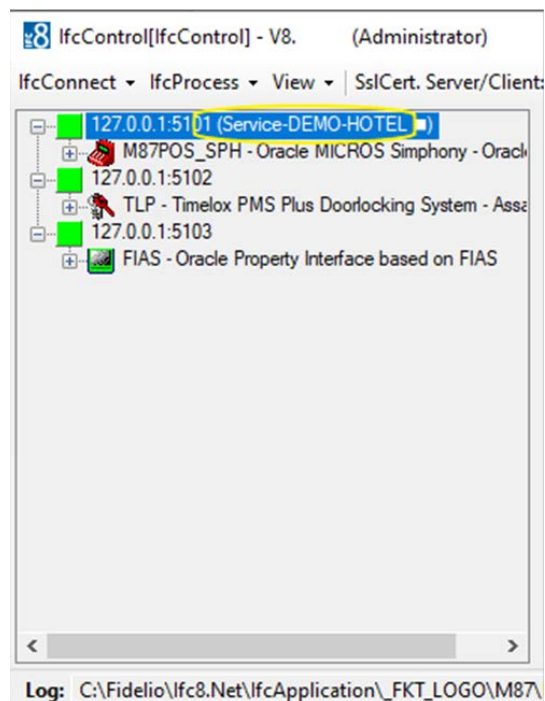 ifc8 IfcControl[IfcControl] - V8. (Administrator)
IfcConnect IfcProcess View SslCert. Server/Client:
127.0.0.1:5101 (Service-DEMO-HOTEL )
M87POS_SPH - Oracle MICROS Simphony - Oracl
127.0.0.1:5102
TLP - Timelox PMS Plus Doorlocking System - Assa
127.0.0.1:5103
FIAS - Oracle Property Interface based on FIAS
Log: C:\Fidelio\Ifc8.Net\IfcApplication\_FKT_LOGO\M87\